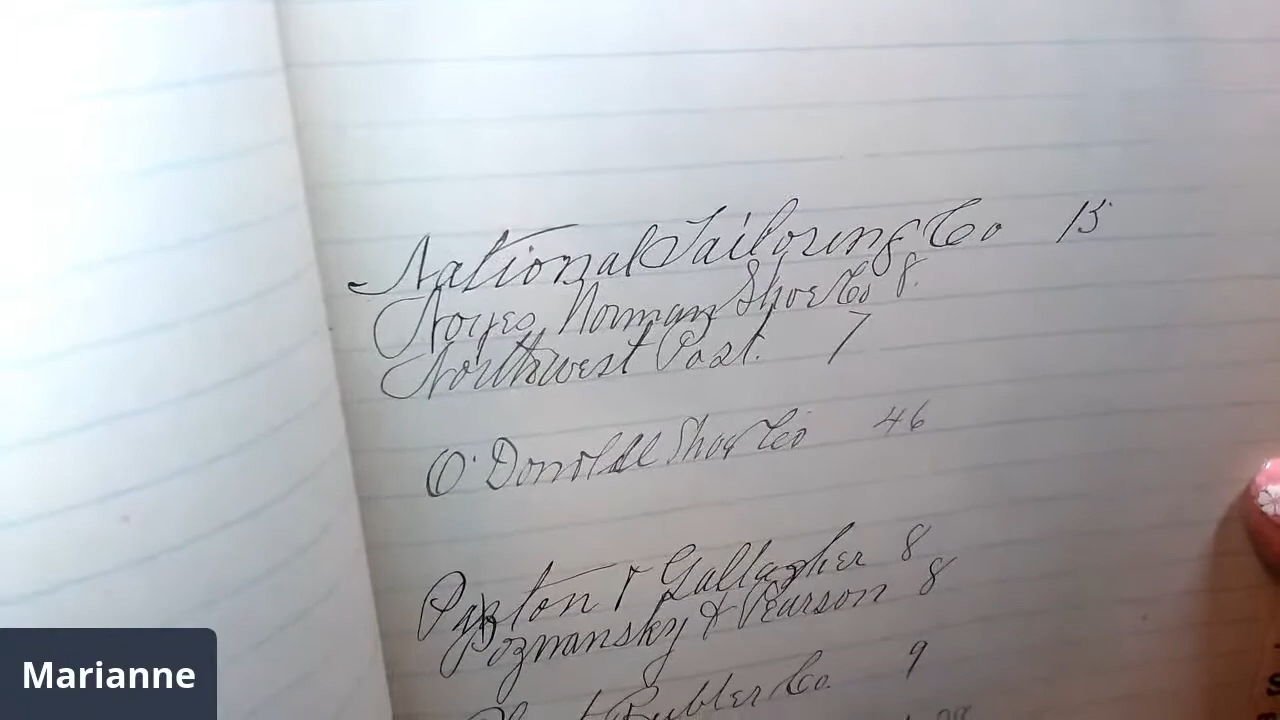 National Tailoring Co 15
Noyes, Norman Shoe Co 8.
Northwest Past. 7
O'Donnell Shoe Co 46
Paxton & Gallagher 8
Poznansky & Pearson 8
Rubber Co. 9
Marianne